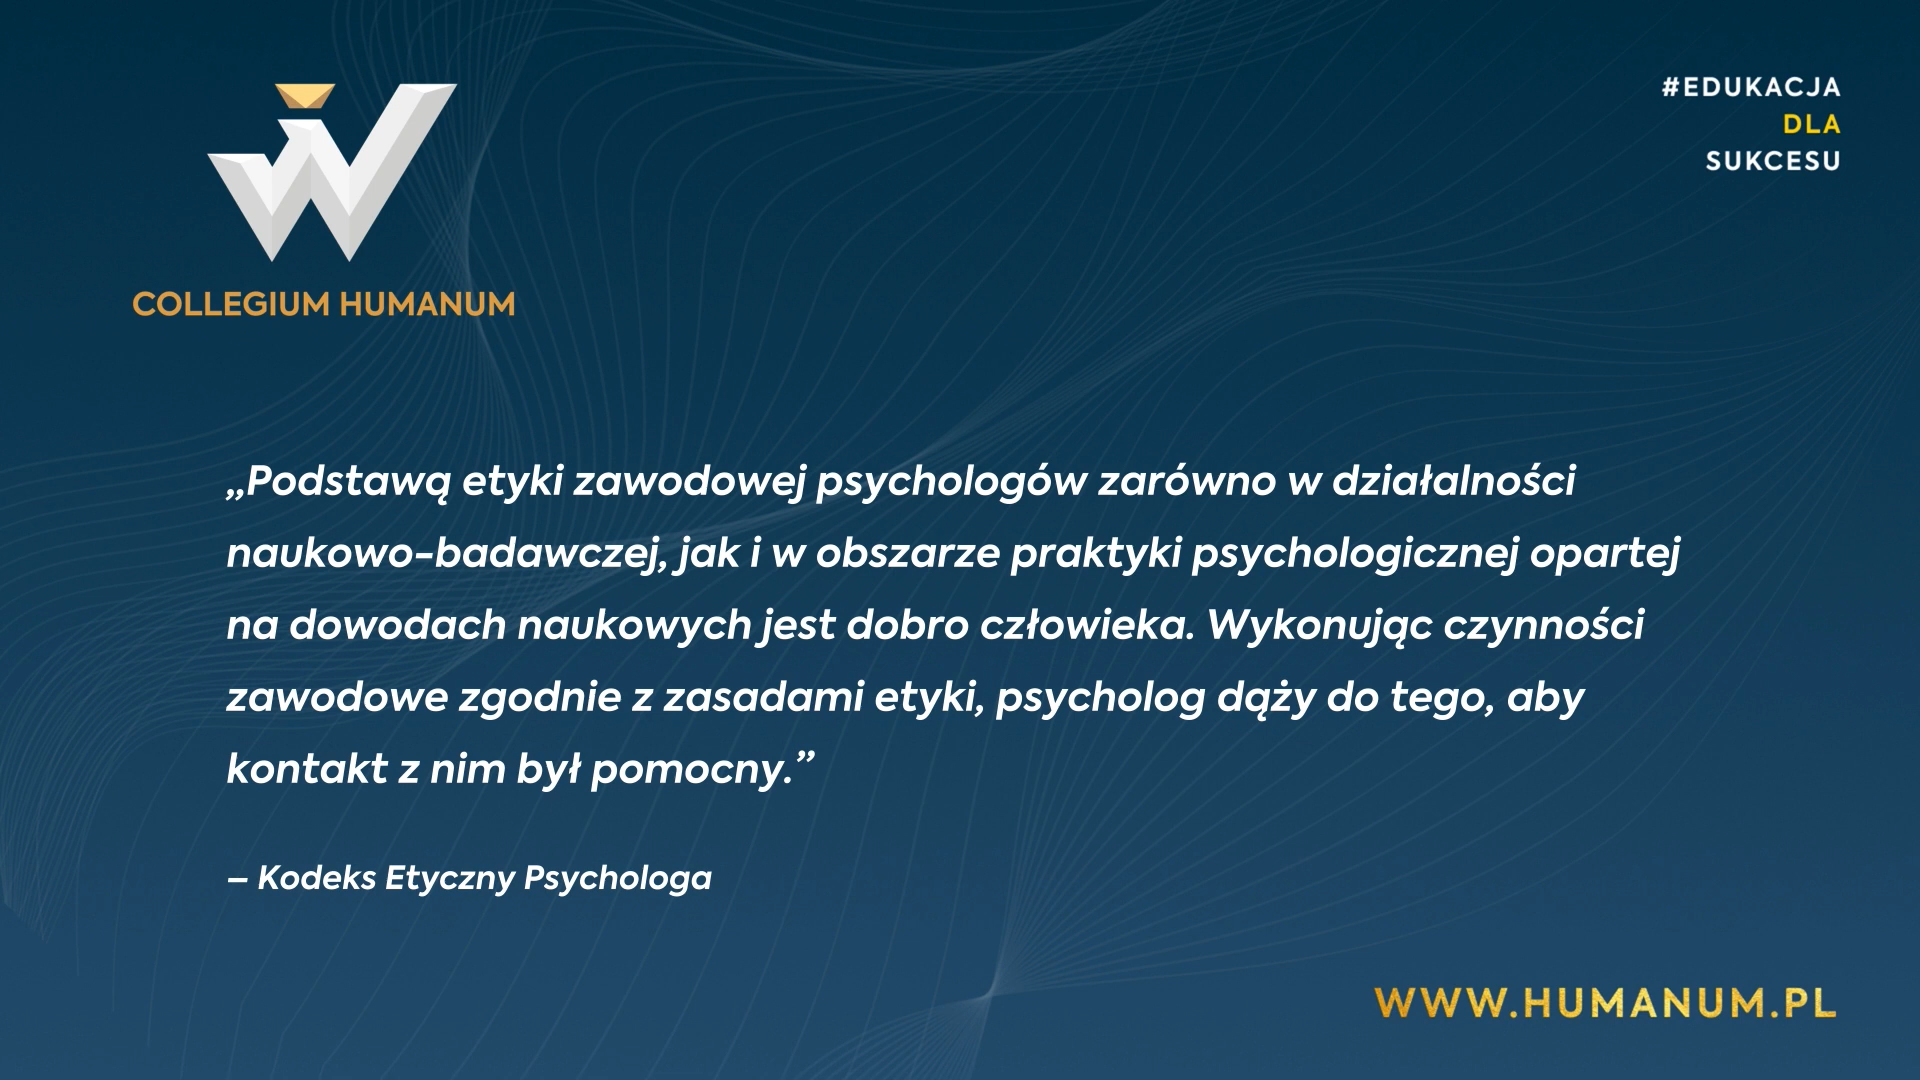 COLLEGIUM HUMANUM
#EDUKACJA
DLA
SUKCESU
„Podstawą etyki zawodowej psychologów zarówno w działalności
naukowo-badawczej, jak i w obszarze praktyki psychologicznej opartej
na dowodach naukowych jest dobro człowieka. Wykonując czynności
zawodowe zgodnie z zasadami etyki, psycholog dąży do tego, aby
kontakt z nim był pomocny.”
– Kodeks Etyczny Psychologa
WWW.HUMANUM.PL